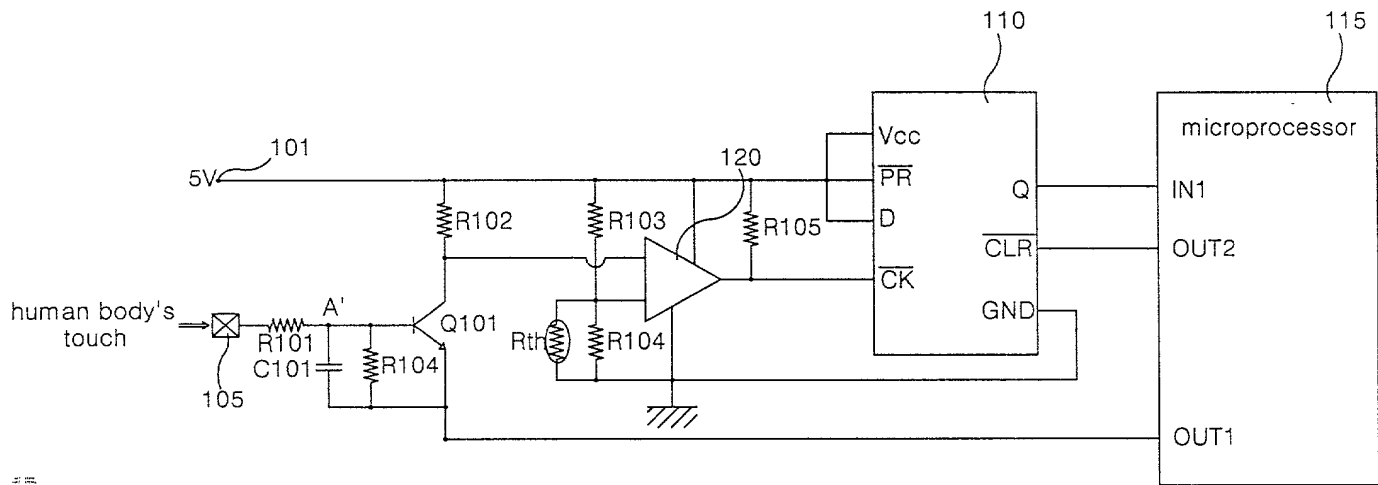 110
115
microprocessor
Vcc
101
120
5V
PR
R102
R103
R105
D
Q
IN1
CLR
OUT2
CK
human body's
touch
A'
Q101
GND
R101
Rth
R104
C101
R104
105
OUT1